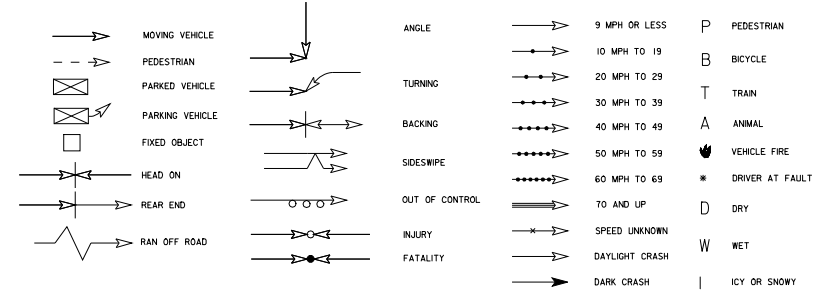 MOVING VEHICLE
PEDESTRIAN
PARKED VEHICLE
PARKING VEHICLE
FIXED OBJECT
HEAD ON
REAR END
RAN OFF ROAD
ANGLE
TURNING
BACKING
SIDESWIPE
OUT OF CONTROL
INJURY
FATALITY
9 MPH OR LESS
10 MPH TO 19
20 MPH TO 29
30 MPH TO 39
40 MPH TO 49
50 MPH TO 59
60 MPH TO 69
70 AND UP
SPEED UNKNOWN
DAYLIGHT CRASH
DARK CRASH
P PEDESTRIAN
B BICYCLE
T TRAIN
A ANIMAL
VEHICLE FIRE
* DRIVER AT FAULT
D DRY
W WET
I ICY OR SNOWY